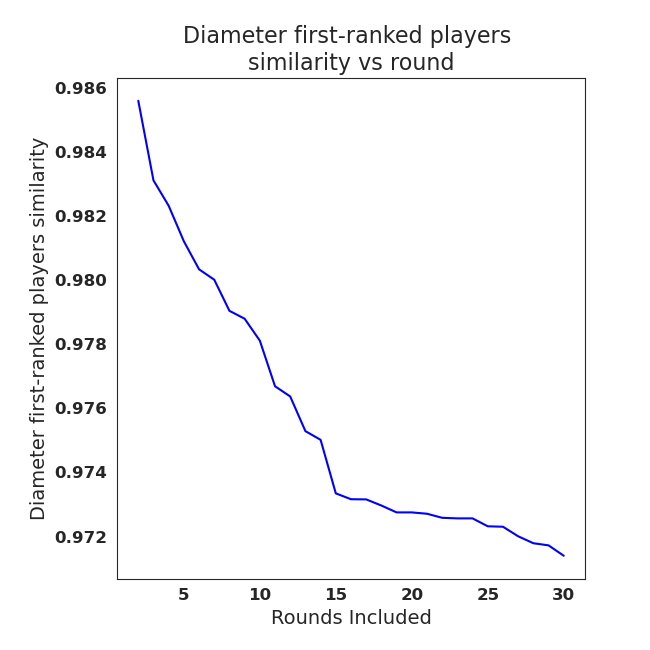 Diameter first-ranked players
similarity vs round
Diameter first-ranked players similarity
0.986
0.984
0.982
0.980
0.978
0.976
0.974
0.972
5 10 15 20 25 30
Rounds Included